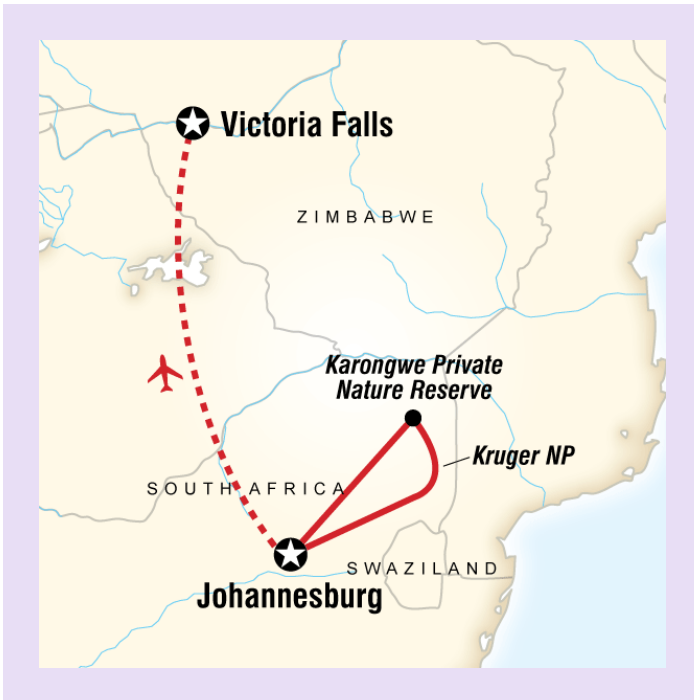 Victoria Falls
ZIMBABWE
Karongwe Private
Nature Reserve
Kruger NP
SOUTH AFRICA
SWAZILAND
Johannesburg